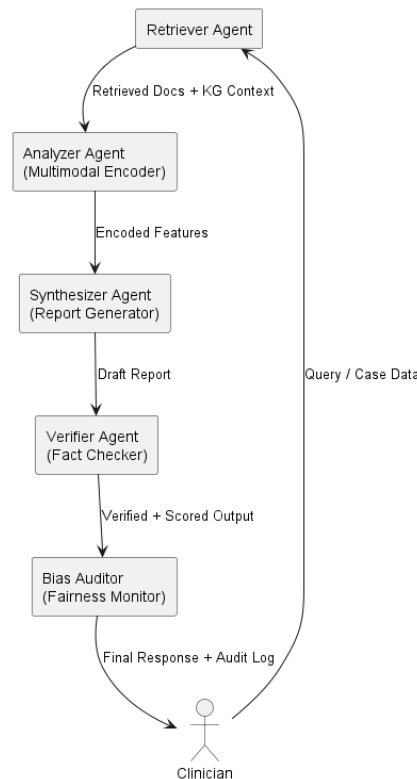 Retriever Agent
Retrieved Docs + KG Context
Analyzer Agent
(Multimodal Encoder)
Encoded Features
Synthesizer Agent
(Report Generator)
Draft Report
Query / Case Data
Verifier Agent
(Fact Checker)
Verified + Scored Output
Bias Auditor
(Fairness Monitor)
Final Response + Audit Log
Clinician